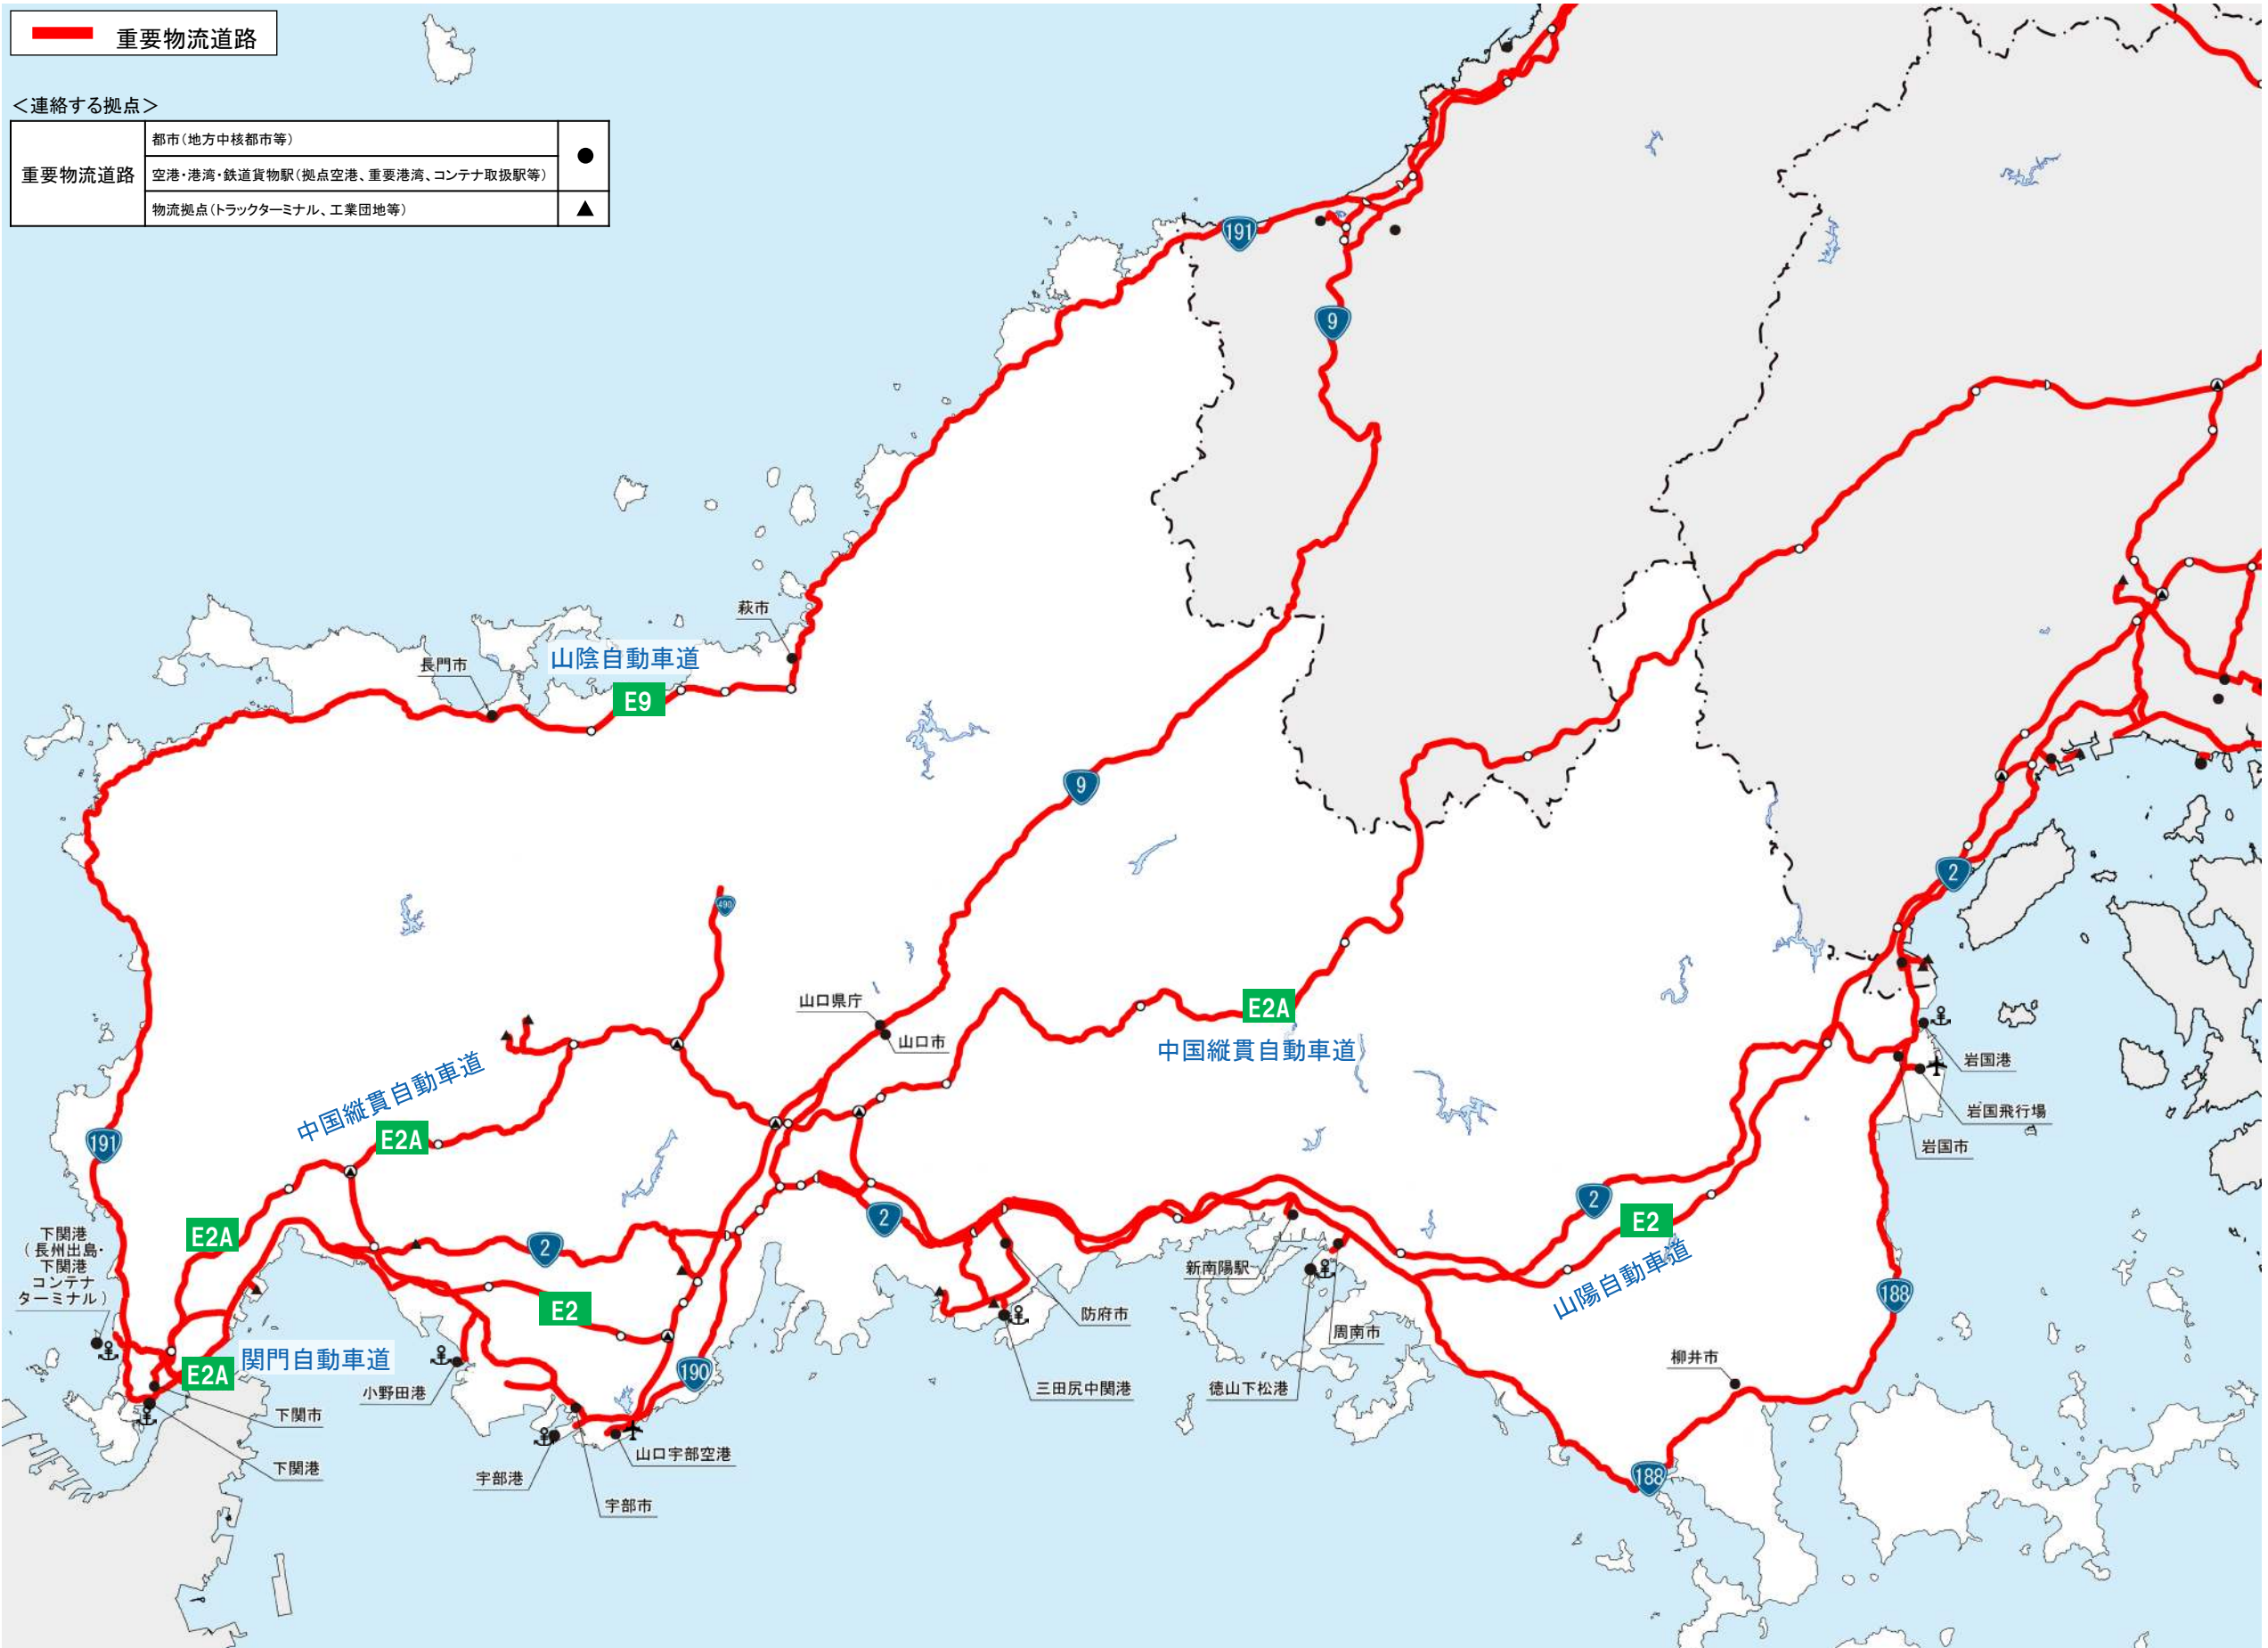 重要物流道路
＜連絡する拠点＞
重要物流道路
都市（地方中核都市等）
●
空港・港湾・鉄道貨物駅（拠点空港、重要港湾、コンテナ取扱駅等）
物流拠点（トラックターミナル、工業団地等）
▲
191
9
萩市
長門市
山陰自動車道
E9
9
2
490
山口県庁
山口市
E2A
中国縦貫自動車道
岩国港
岩国飛行場
岩国市
中国縦貫自動車道
E2A
191
2
E2
山陽自動車道
2
下関港
（長州出島・
下関港
コンテナ
ターミナル）
E2A
2
新南陽駅
188
E2
防府市
周南市
関門自動車道
E2A
190
柳井市
小野田港
三田尻中関港
徳山下松港
下関市
山口宇部空港
下関港
宇部港
188
宇部市